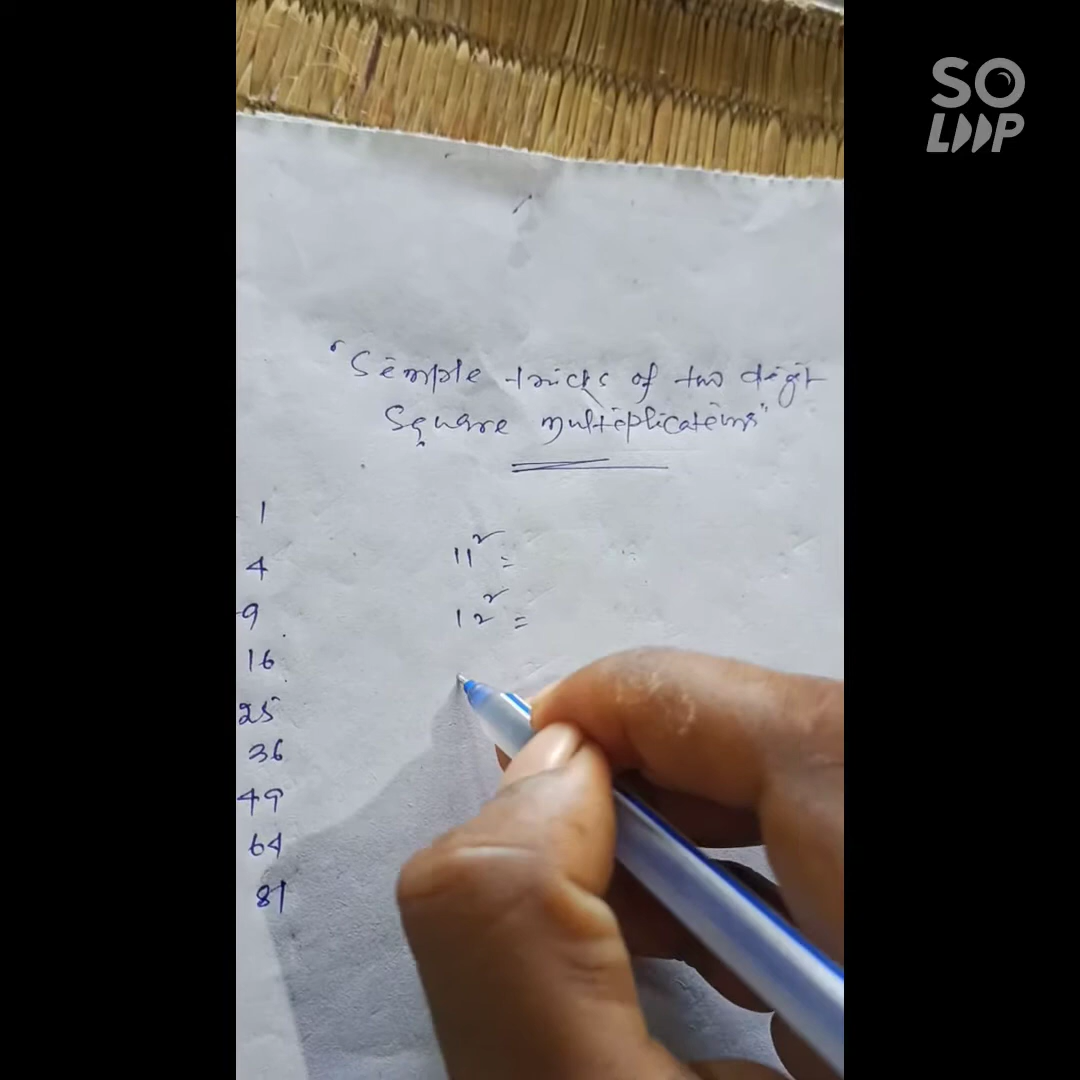 SO
LOOP
"Simple tricks of two digit
Square multiplications"
1
4
9
16
25
36
49
64
81
11² =
12² =